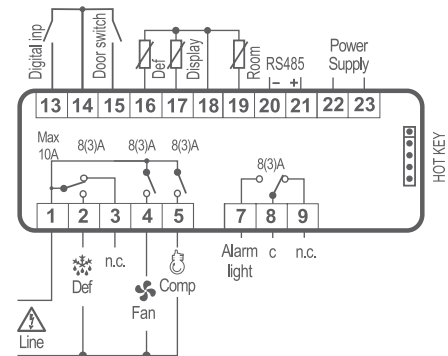 Digital inp
Door switch
Def
Display
Room
RS485
− +
Power
Supply
13 14 15 16 17 18 19 20 21 22 23
Max
10A
8(3)A 8(3)A 8(3)A
8(3)A
HOT KEY
1 2 3 4 5 7 8 9
Def
n.c.
Fan
Comp
Alarm
light
c
n.c.
Line